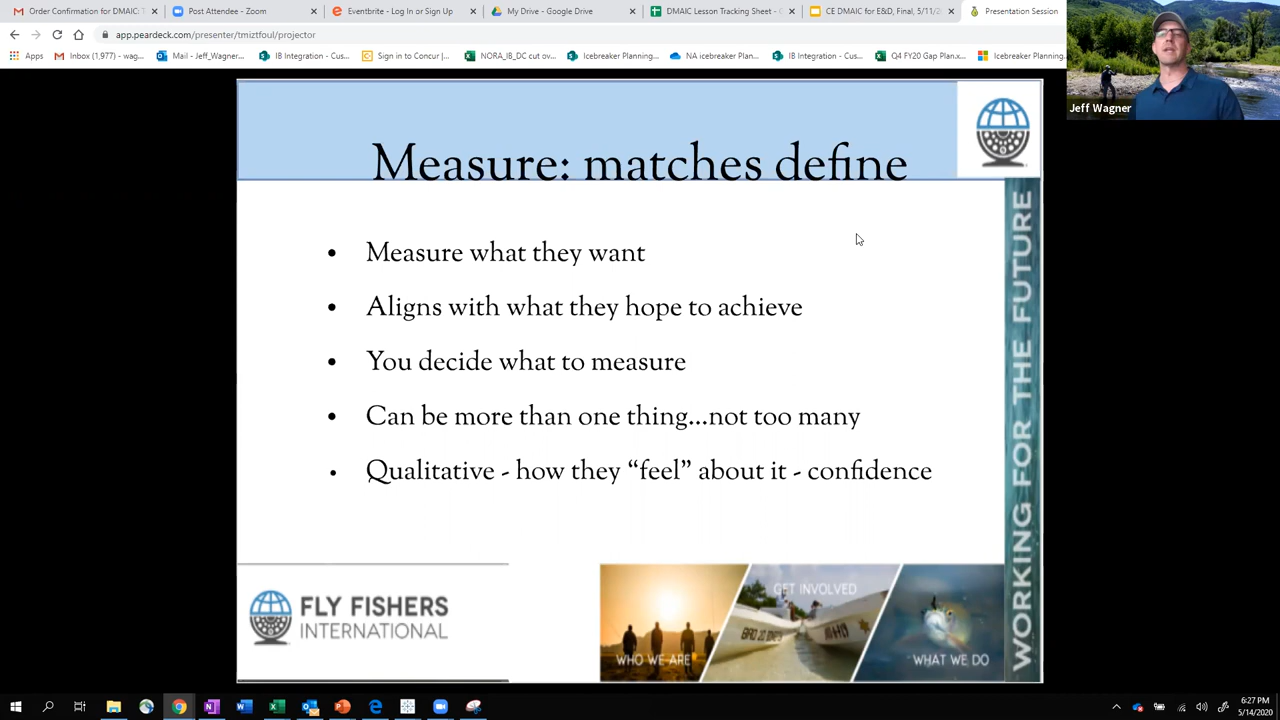 Order Confirmation for DMAIC: T
Post Attendee - Zoom
Eventbrite - Log In or Sign Up
My Drive - Google Drive
DMAIC Lesson Tracking Sheet - G
CE DMAIC for E&D, Final, 5/11/2
Presentation Session
app.peardeck.com/presenter/tmiztfoul/projector
Apps
Inbox (1,977) - wag...
Mail - Jeff_Wagner...
IB Integration - Cus...
Sign in to Concur |...
NORA_IB_DC cut ov...
Icebreaker Planning...
NA icebreaker Plan...
IB Integration - Cus...
Q4 FY20 Gap Plan.x...
Icebreaker Planning...
Jeff Wagner
Measure: matches define
• Measure what they want
• Aligns with what they hope to achieve
• You decide what to measure
• Can be more than one thing...not too many
• Qualitative - how they “feel” about it - confidence
WORKING FOR THE FUTURE
FLY FISHERS
INTERNATIONAL
WHO WE ARE
GET INVOLVED
WHAT WE DO
6:27 PM
5/14/2020